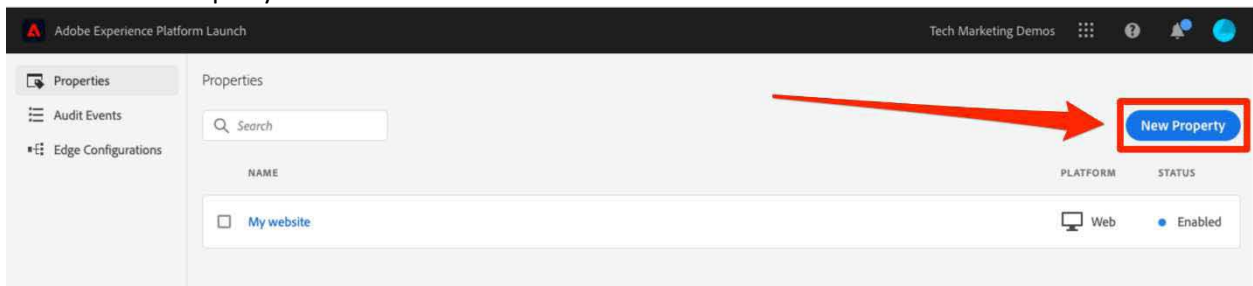 Adobe Experience Platform Launch
Tech Marketing Demos
Properties
Audit Events
Edge Configurations
Properties
Search
New Property
NAME
PLATFORM
STATUS
My website
Web
Enabled